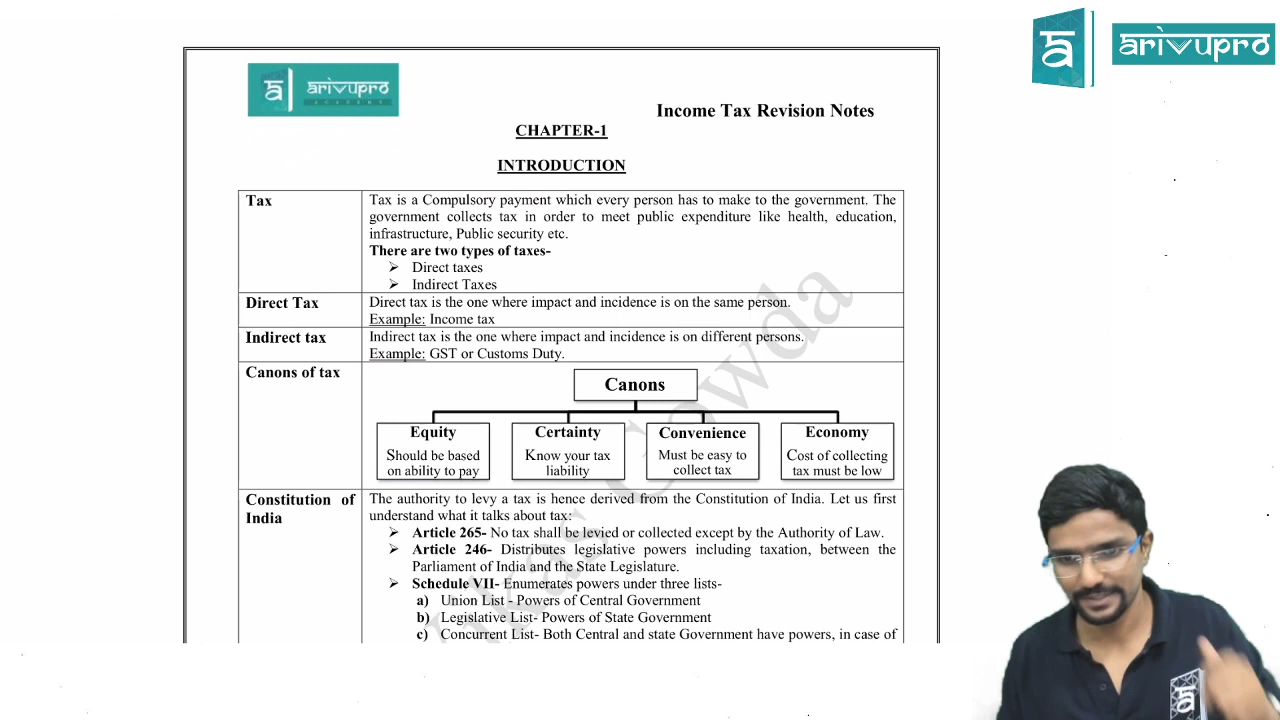 ā arivupro
ā arivupro
ACADEMY
Income Tax Revision Notes
CHAPTER-1
INTRODUCTION
Tax
Tax is a Compulsory payment which every person has to make to the government. The
government collects tax in order to meet public expenditure like health, education,
infrastructure, Public security etc.
There are two types of taxes-
➢ Direct taxes
➢ Indirect Taxes
Direct Tax
Direct tax is the one where impact and incidence is on the same person.
Example: Income tax
Indirect tax
Indirect tax is the one where impact and incidence is on different persons.
Example: GST or Customs Duty.
Canons of tax
Canons
Equity
Should be based
on ability to pay
Certainty
Know your tax
liability
Convenience
Must be easy to
collect tax
Economy
Cost of collecting
tax must be low
Constitution of
India
The authority to levy a tax is hence derived from the Constitution of India. Let us first
understand what it talks about tax:
➢ Article 265- No tax shall be levied or collected except by the Authority of Law.
➢ Article 246- Distributes legislative powers including taxation, between the
Parliament of India and the State Legislature.
➢ Schedule VII- Enumerates powers under three lists-
a) Union List - Powers of Central Government
b) Legislative List- Powers of State Government
c) Concurrent List- Both Central and state Government have powers, in case of
Gowda
ā